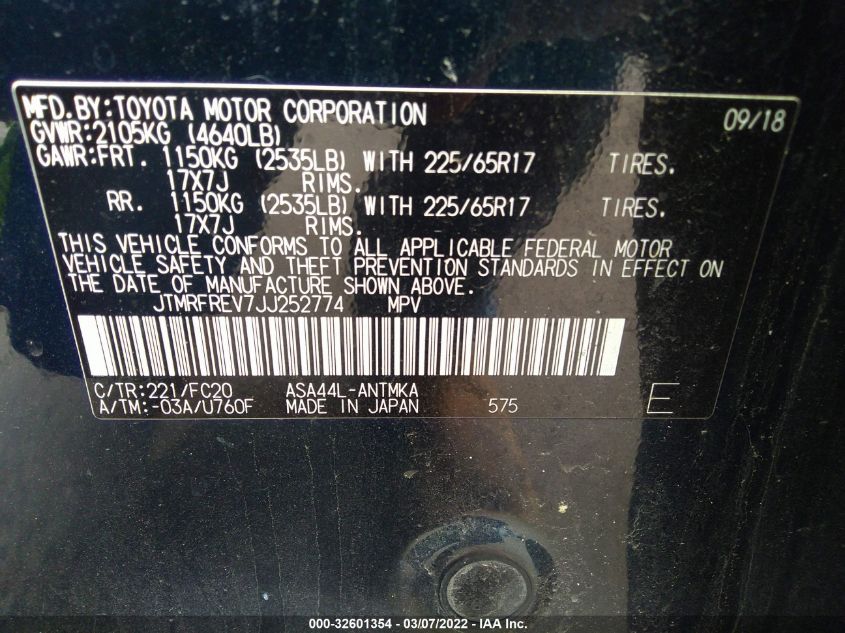 MFD.BY:TOYOTA MOTOR CORPORATION 09/18
GVWR:2105KG (4640LB)
GAWR:FRT. 1150KG (2535LB) WITH 225/65R17 TIRES.
17X7J RIMS.
RR. 1150KG (2535LB) WITH 225/65R17 TIRES.
17X7J RIMS.
THIS VEHICLE CONFORMS TO ALL APPLICABLE FEDERAL MOTOR
VEHICLE SAFETY AND THEFT PREVENTION STANDARDS IN EFFECT ON
THE DATE OF MANUFACTURE SHOWN ABOVE.
JTMRFREV7JJ252774 MPV
C/TR:221/FC20 ASA44L-ANTMKA
A/TM:-03A/U760F MADE IN JAPAN 575 E
000-32601354 - 03/07/2022 - IAA Inc.